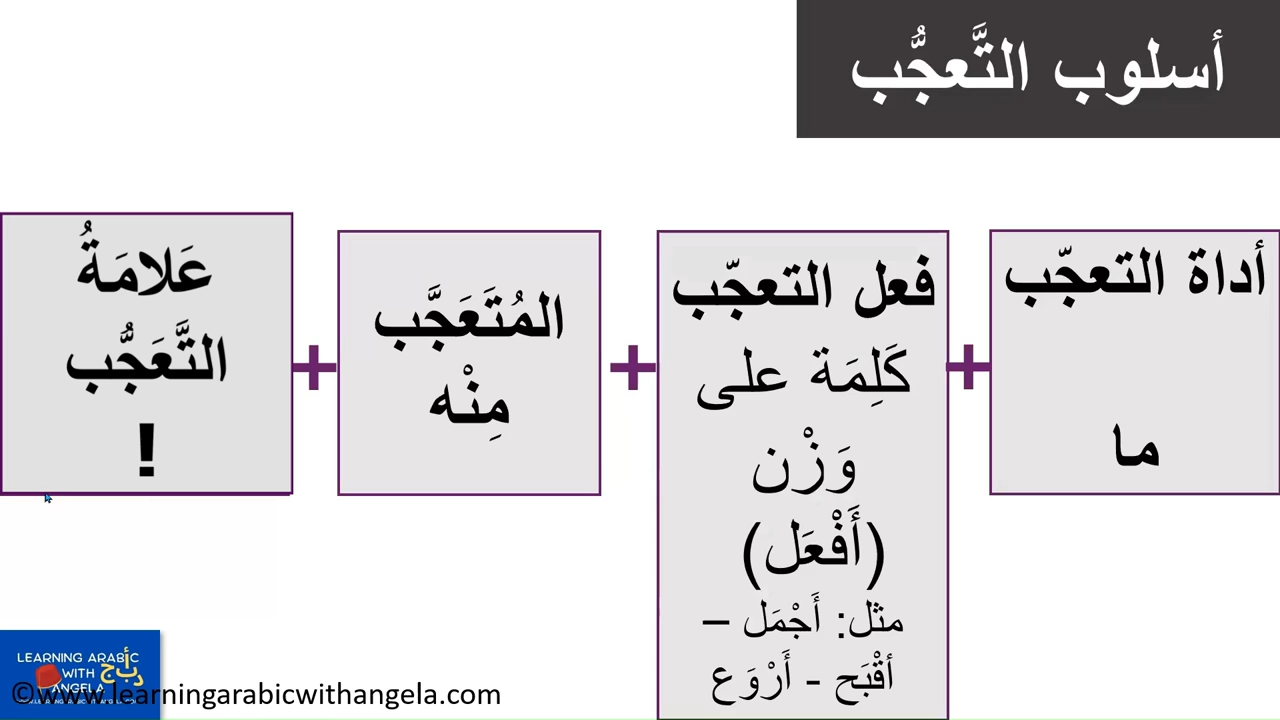 أسلوب التَّعجُّب
أداة التعجّب
ما
+
فعل التعجّب
كَلِمَة على
وَزْن
(أَفْعَل)
مثل: أَجْمَل –
أقْبَح - أَرْوَع
+
المُتَعَجَّب
مِنْه
+
عَلامَةُ
التَّعَجُّب
!
LEARNING ARABIC
WITH
ANGELA
©www.learningarabicwithangela.com